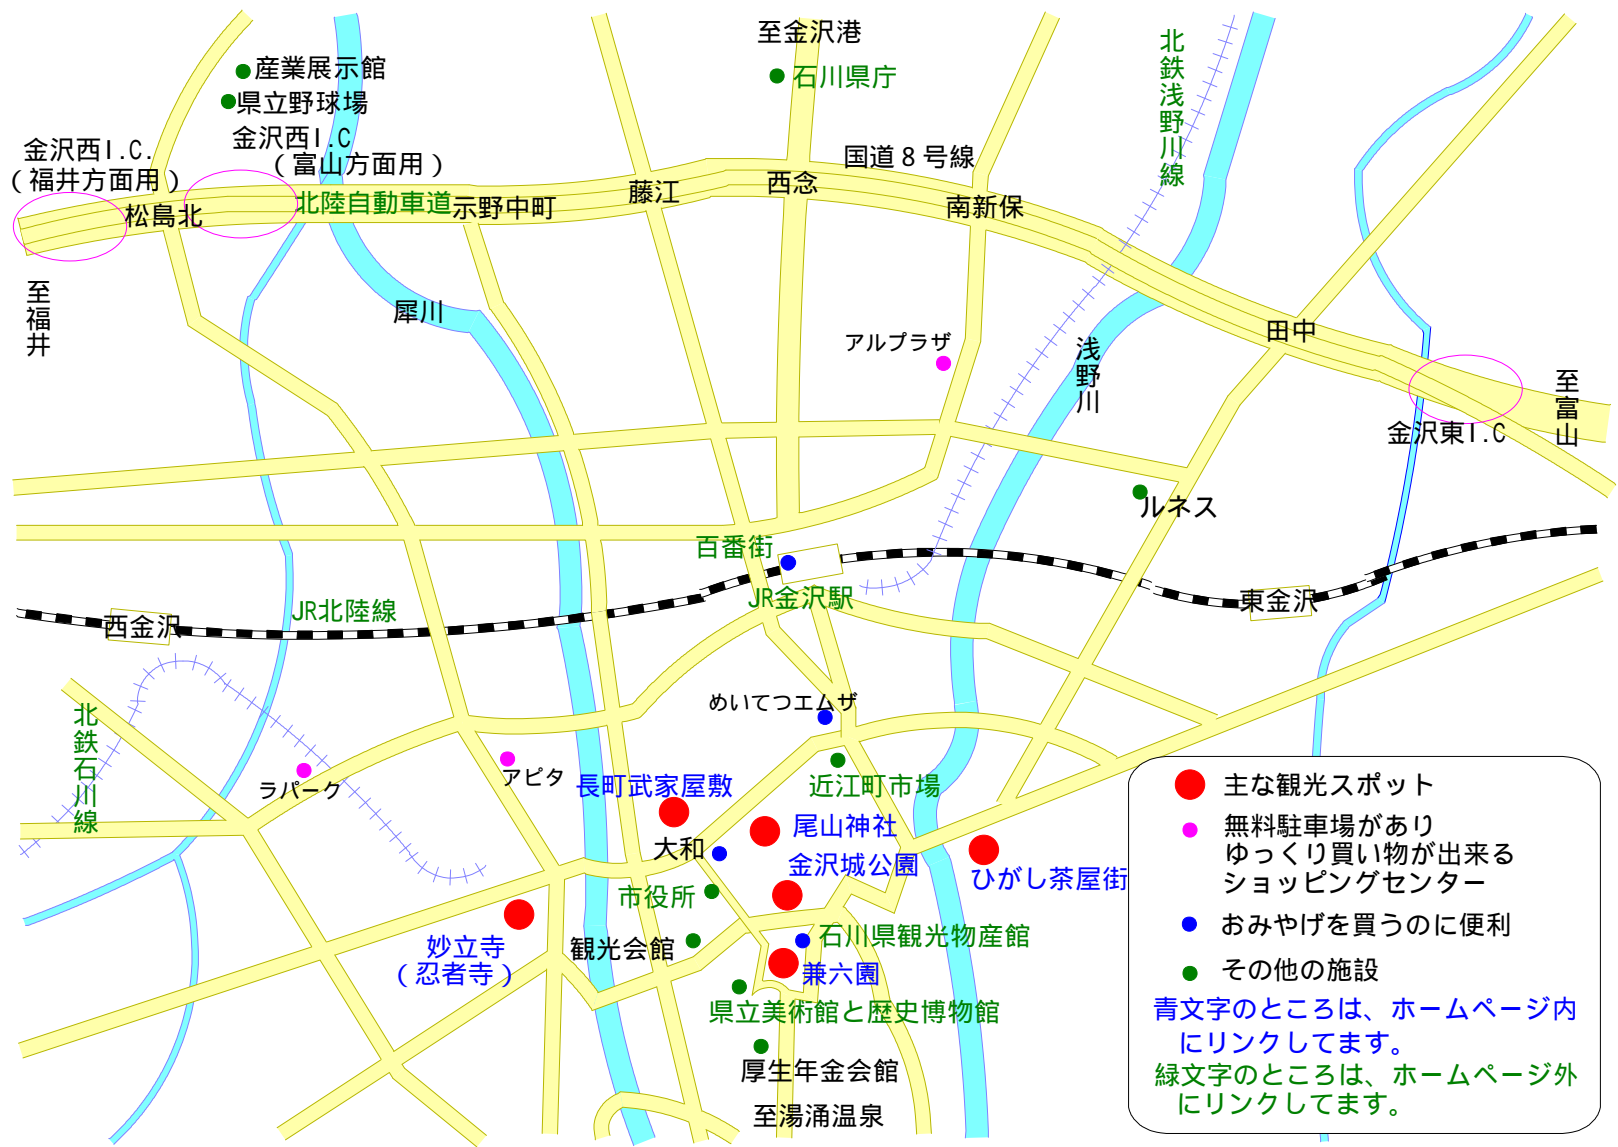 至金沢港
石川県庁
産業展示館
県立野球場
金沢西I.C
(富山方面用)
金沢西I.C.
(福井方面用)
北鉄浅野川線
国道8号線
松島北
北陸自動車道
示野中町
藤江
西念
南新保
至福井
犀川
アルプラザ
浅野川
田中
至富山
金沢東I.C
ルネス
百番街
JR金沢駅
JR北陸線
西金沢
東金沢
めいてつエムザ
北鉄石川線
ラパーク
アピタ
長町武家屋敷
近江町市場
尾山神社
大和
金沢城公園
ひがし茶屋街
市役所
妙立寺
(忍者寺)
観光会館
石川県観光物産館
兼六園
県立美術館と歴史博物館
厚生年金会館
至湯涌温泉
主な観光スポット
無料駐車場があり
ゆっくり買い物が出来る
ショッピングセンター
おみやげを買うのに便利
その他の施設
青文字のところは、ホームページ内
にリンクしてます。
緑文字のところは、ホームページ外
にリンクしてます。